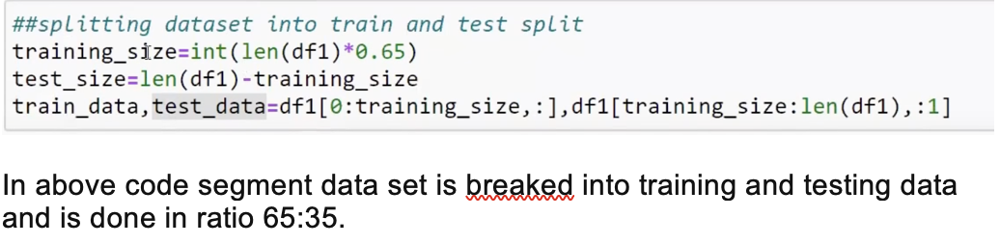 ##splitting dataset into train and test split
training_size=int(len(df1)*0.65)
test_size=len(df1)-training_size
train_data,test_data=df1[0:training_size,:],df1[training_size:len(df1),:1]
In above code segment data set is breaked into training and testing data
and is done in ratio 65:35.